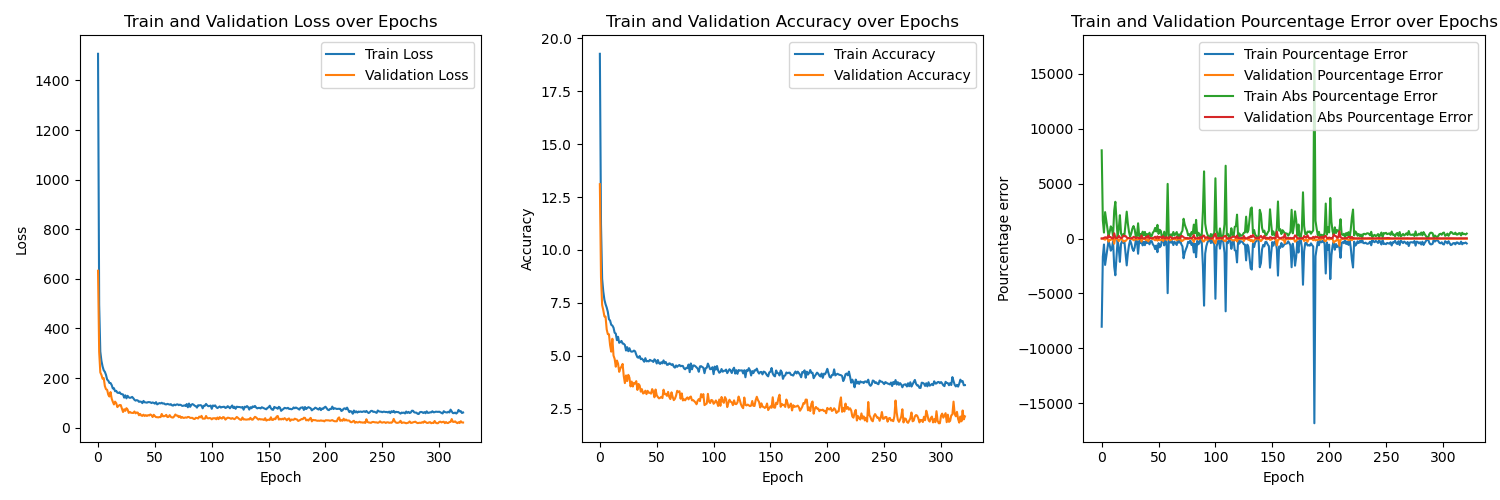 Train and Validation Loss over Epochs
Train Loss
Validation Loss
1400
1200
1000
800
600
400
200
0
Loss
0 50 100 150 200 250 300
Epoch
Train and Validation Accuracy over Epochs
Train Accuracy
Validation Accuracy
20.0
17.5
15.0
12.5
10.0
7.5
5.0
2.5
Accuracy
0 50 100 150 200 250 300
Epoch
Train and Validation Pourcentage Error over Epochs
Train Pourcentage Error
Validation Pourcentage Error
Train Abs Pourcentage Error
Validation Abs Pourcentage Error
15000
10000
5000
0
−5000
−10000
−15000
Pourcentage error
0 50 100 150 200 250 300
Epoch